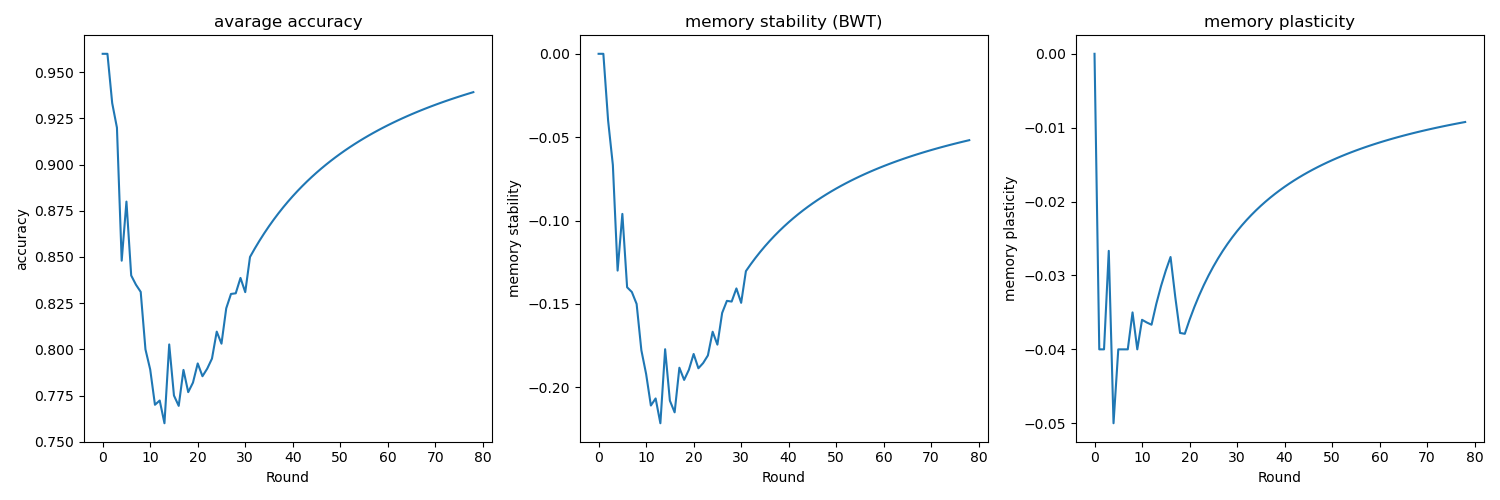 avarage accuracy
accuracy
0.950
0.925
0.900
0.875
0.850
0.825
0.800
0.775
0.750
0 10 20 30 40 50 60 70 80
Round
memory stability (BWT)
memory stability
0.00
−0.05
−0.10
−0.15
−0.20
0 10 20 30 40 50 60 70 80
Round
memory plasticity
memory plasticity
0.00
−0.01
−0.02
−0.03
−0.04
−0.05
0 10 20 30 40 50 60 70 80
Round